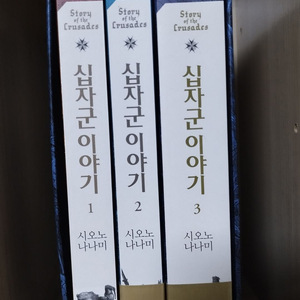 Story
of the
Crusades
십자군 이야기
1
시오노
나나미
Story
of the
Crusades
십자군 이야기
2
시오노
나나미
Story
of the
Crusades
십자군 이야기
3
시오노
나나미